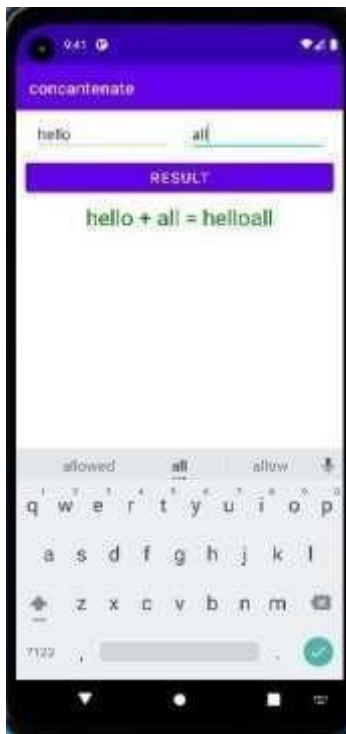 9:41
concantenate
hello all
RESULT
hello + all = helloall
allowed all allow
q w e r t y u i o p
a s d f g h j k l
z x c v b n m
?123 , .